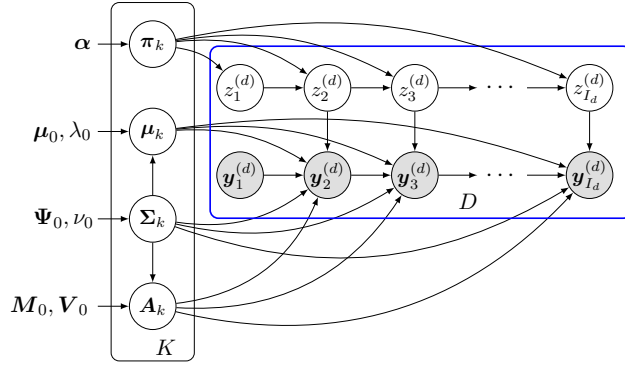 α π_k z_1^{(d)} z_2^{(d)} z_3^{(d)} ⋯ z_{I_d}^{(d)}
μ_0, λ_0 μ_k
y_1^{(d)} y_2^{(d)} y_3^{(d)} ⋯ y_{I_d}^{(d)}
D
Ψ_0, ν_0 Σ_k
M_0, V_0 A_k
K